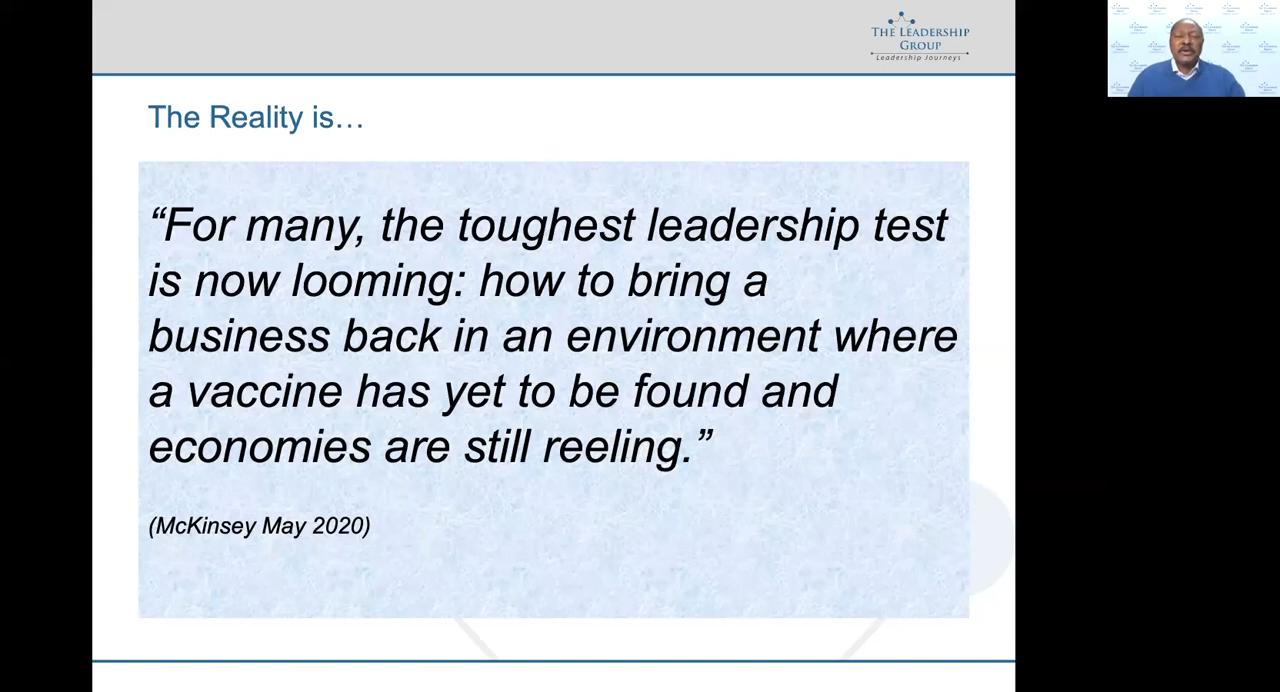 THE LEADERSHIP
GROUP
Leadership Journeys
The Reality is…
“For many, the toughest leadership test
is now looming: how to bring a
business back in an environment where
a vaccine has yet to be found and
economies are still reeling.”
(McKinsey May 2020)